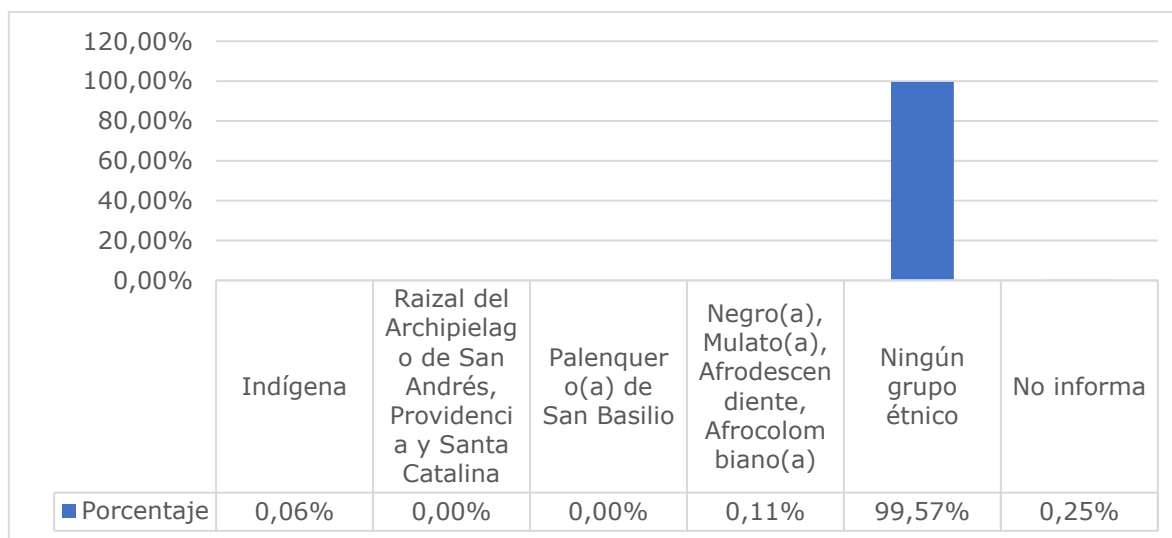 120,00%
100,00%
80,00%
60,00%
40,00%
20,00%
0,00%
Indígena
Raizal del
Archipielag
o de San
Andrés,
Providenci
a y Santa
Catalina
Palenquer
o(a) de
San Basilio
Negro(a),
Mulato(a),
Afrodescen
diente,
Afrocolom
biano(a)
Ningún
grupo
étnico
No informa
Porcentaje 0,06% 0,00% 0,00% 0,11% 99,57% 0,25%